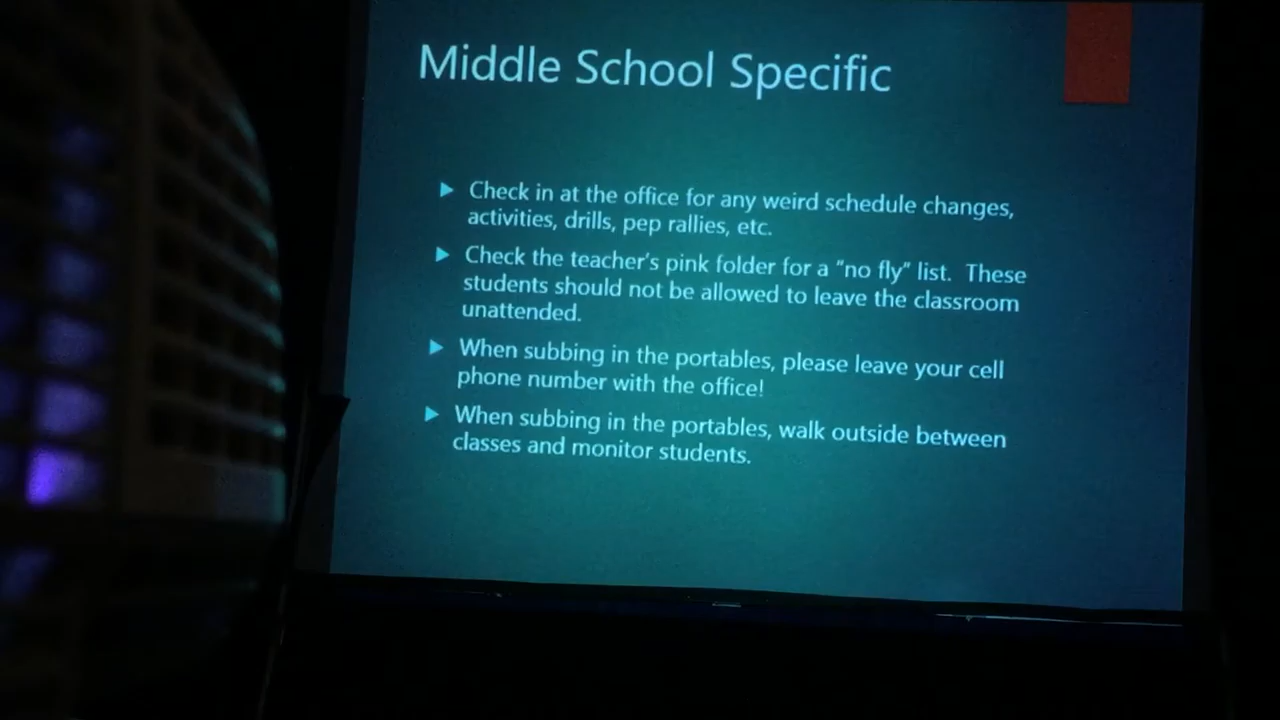 Middle School Specific
Check in at the office for any weird schedule changes,
activities, drills, pep rallies, etc.
Check the teacher's pink folder for a "no fly" list.  These
students should not be allowed to leave the classroom
unattended.
When subbing in the portables, please leave your cell
phone number with the office!
When subbing in the portables, walk outside between
classes and monitor students.